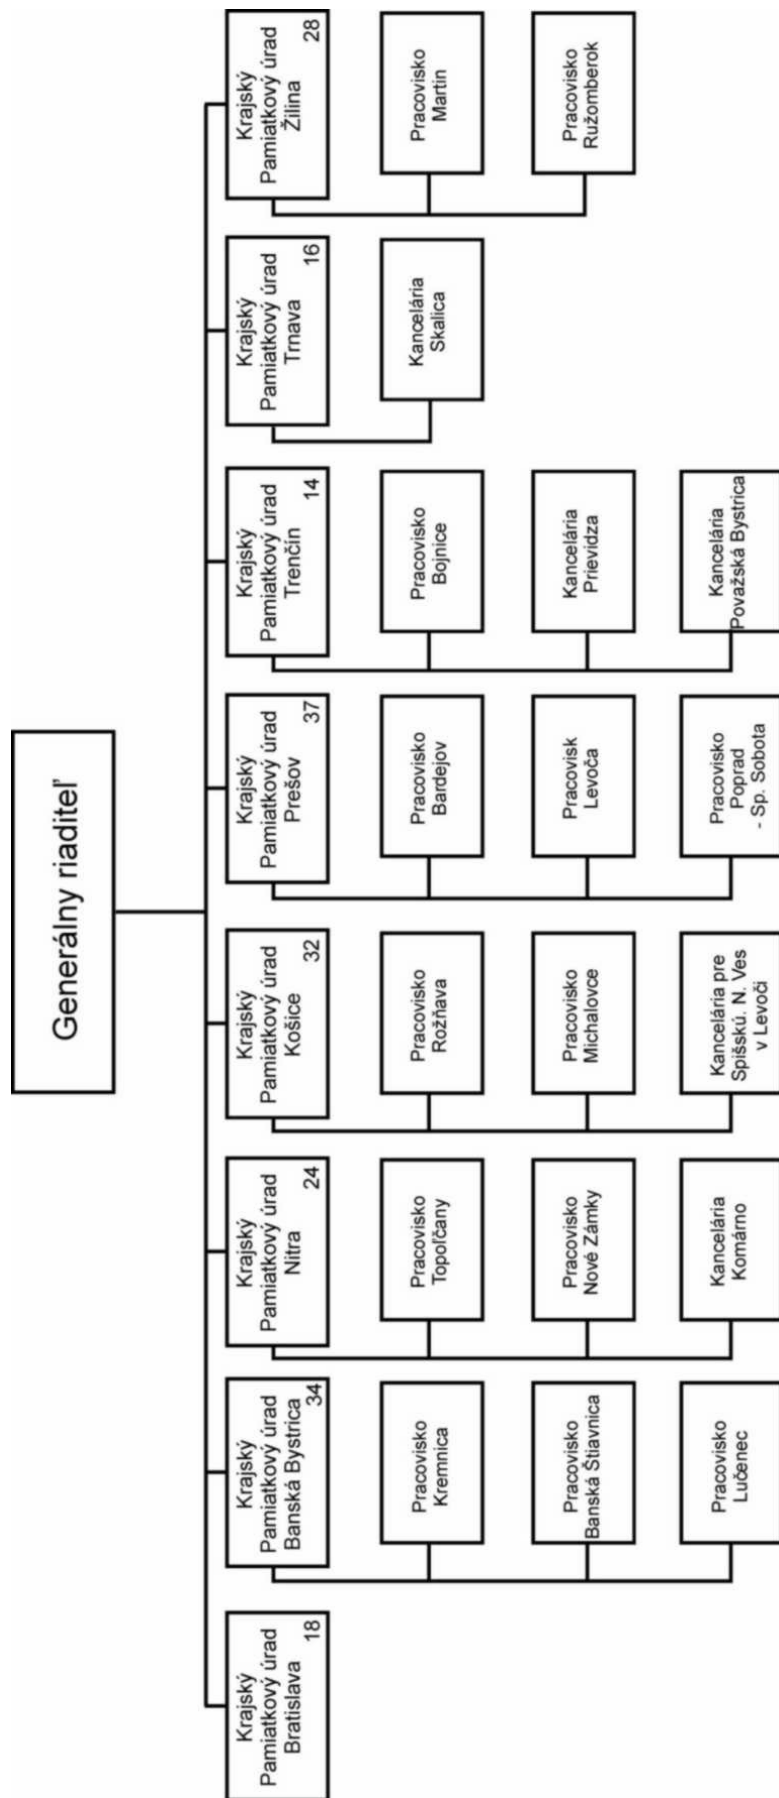 Generálny riaditeľ
Krajský
Pamiatkový úrad
Bratislava
18
Krajský
Pamiatkový úrad
Banská Bystrica
34
Pracovisko
Kremnica
Pracovisko
Banská Štiavnica
Pracovisko
Lučenec
Krajský
Pamiatkový úrad
Nitra
24
Pracovisko
Topoľčany
Pracovisko
Nové Zámky
Kancelária
Komárno
Krajský
Pamiatkový úrad
Košice
32
Pracovisko
Rožňava
Pracovisko
Michalovce
Kancelária pre
Spišskú. N. Ves
v Levoči
Krajský
Pamiatkový úrad
Prešov
37
Pracovisko
Bardejov
Pracovisk
Levoča
Pracovisko
Poprad
- Sp. Sobota
Krajský
Pamiatkový úrad
Trenčín
14
Pracovisko
Bojnice
Kancelária
Prievidza
Kancelária
Považská Bystrica
Krajský
Pamiatkový úrad
Trnava
16
Kancelária
Skalica
Krajský
Pamiatkový úrad
Žilina
28
Pracovisko
Martin
Pracovisko
Ružomberok